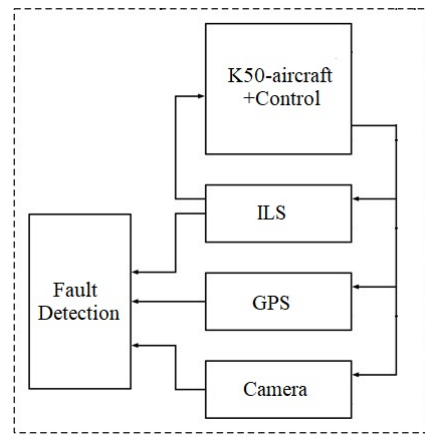 K50-aircraft
+Control
ILS
Fault
Detection
GPS
Camera